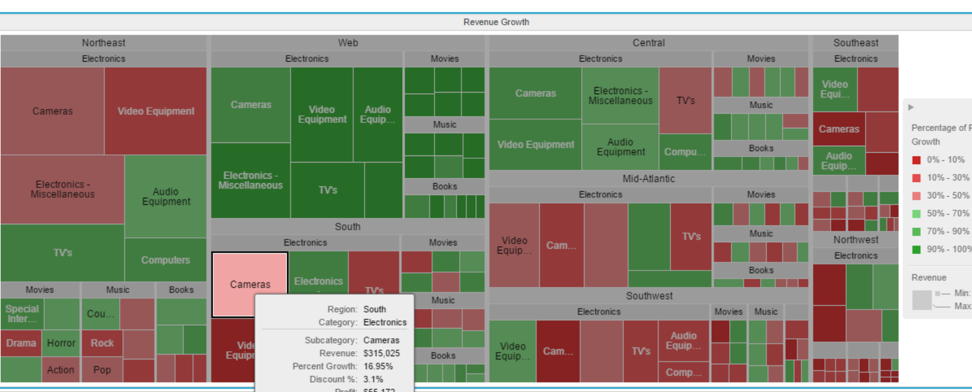 Revenue Growth
Northeast
Electronics
Cameras
Video Equipment
Electronics -
Miscellaneous
Audio
Equipment
TV's
Computers
Movies
Music
Books
Special
Inter...
Cou...
Drama
Horror
Rock
Action
Pop
Web
Electronics
Movies
Cameras
Video
Equipment
Audio
Equip...
Music
Electronics -
Miscellaneous
TV's
Books
South
Electronics
Movies
Cameras
Electronics
TV's
Music
Books
Region: South
Category: Electronics
Subcategory: Cameras
Revenue: $315,025
Percent Growth: 16.95%
Discount %: 3.1%
Central
Electronics
Movies
Cameras
Electronics -
Miscellaneous
TV's
Music
Video Equipment
Audio
Equipment
Compu...
Books
Mid-Atlantic
Electronics
Movies
Video
Equip...
Cam...
TV's
Music
Books
Southwest
Electronics
Movies
Music
Video
Equip...
Cam...
TV's
Audio
Equip...
Comp...
Southeast
Electronics
Video
Equi...
Cameras
Audio
Equip...
Northwest
Electronics
Percentage of
Growth
0% - 10%
10% - 30%
30% - 50%
50% - 70%
70% - 90%
90% - 100%
Revenue
Min:
Max